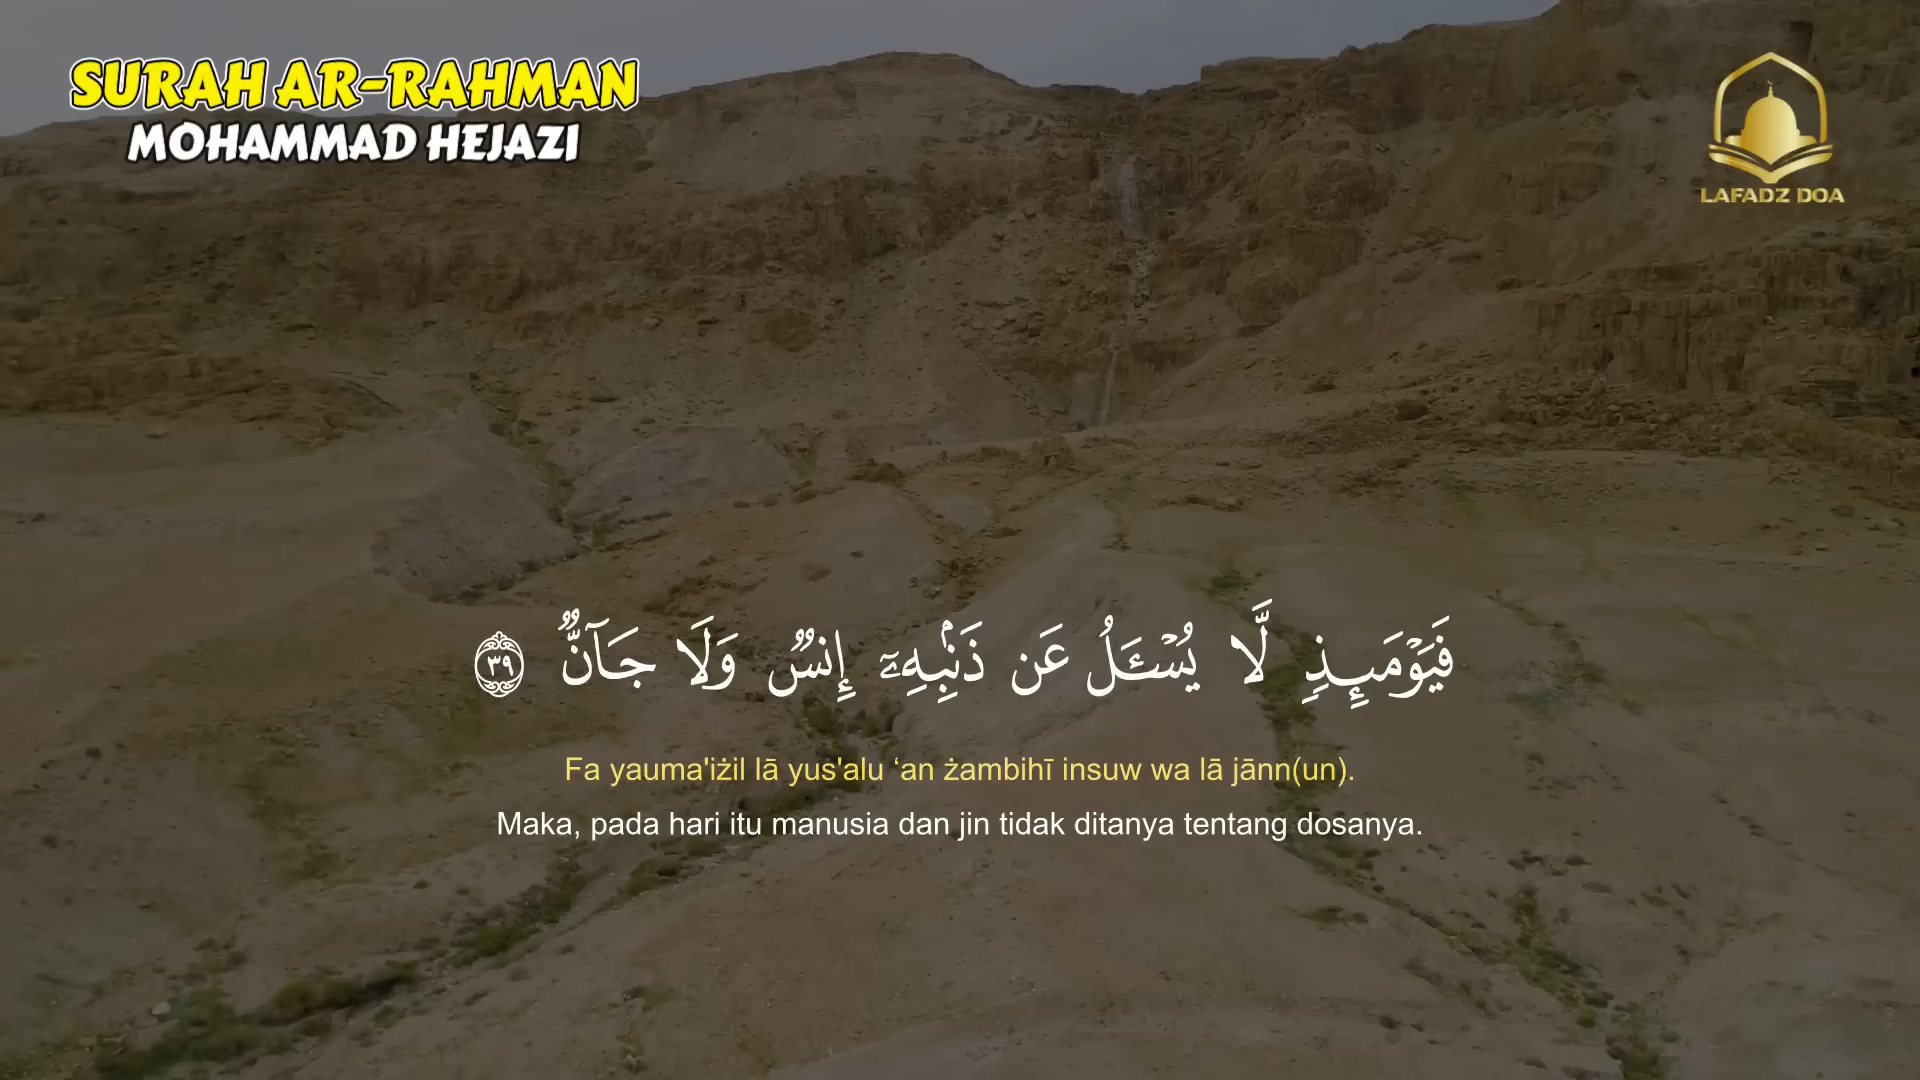 SURAH AR-RAHMAN
MOHAMMAD HEJAZI
LAFADZ DOA
فَيَوْمَىِٕذٍ لَّا يُسْـَٔلُ عَن ذَنۢبِهِۦٓ إِنسٌ وَلَا جَآنٌّ ٣٩
Fa yauma'iżil lā yus'alu ‘an żambihī insuw wa lā jānn(un).
Maka, pada hari itu manusia dan jin tidak ditanya tentang dosanya.